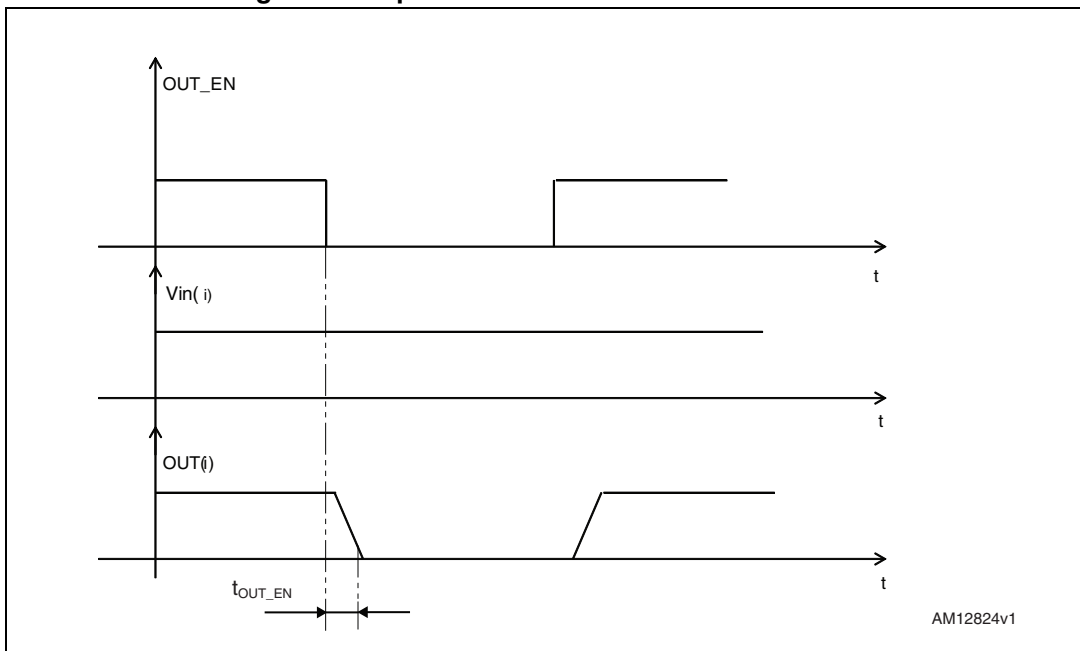 OUT_EN
t
Vin( i)
t
OUT(i)
t
tOUT_EN
AM12824v1